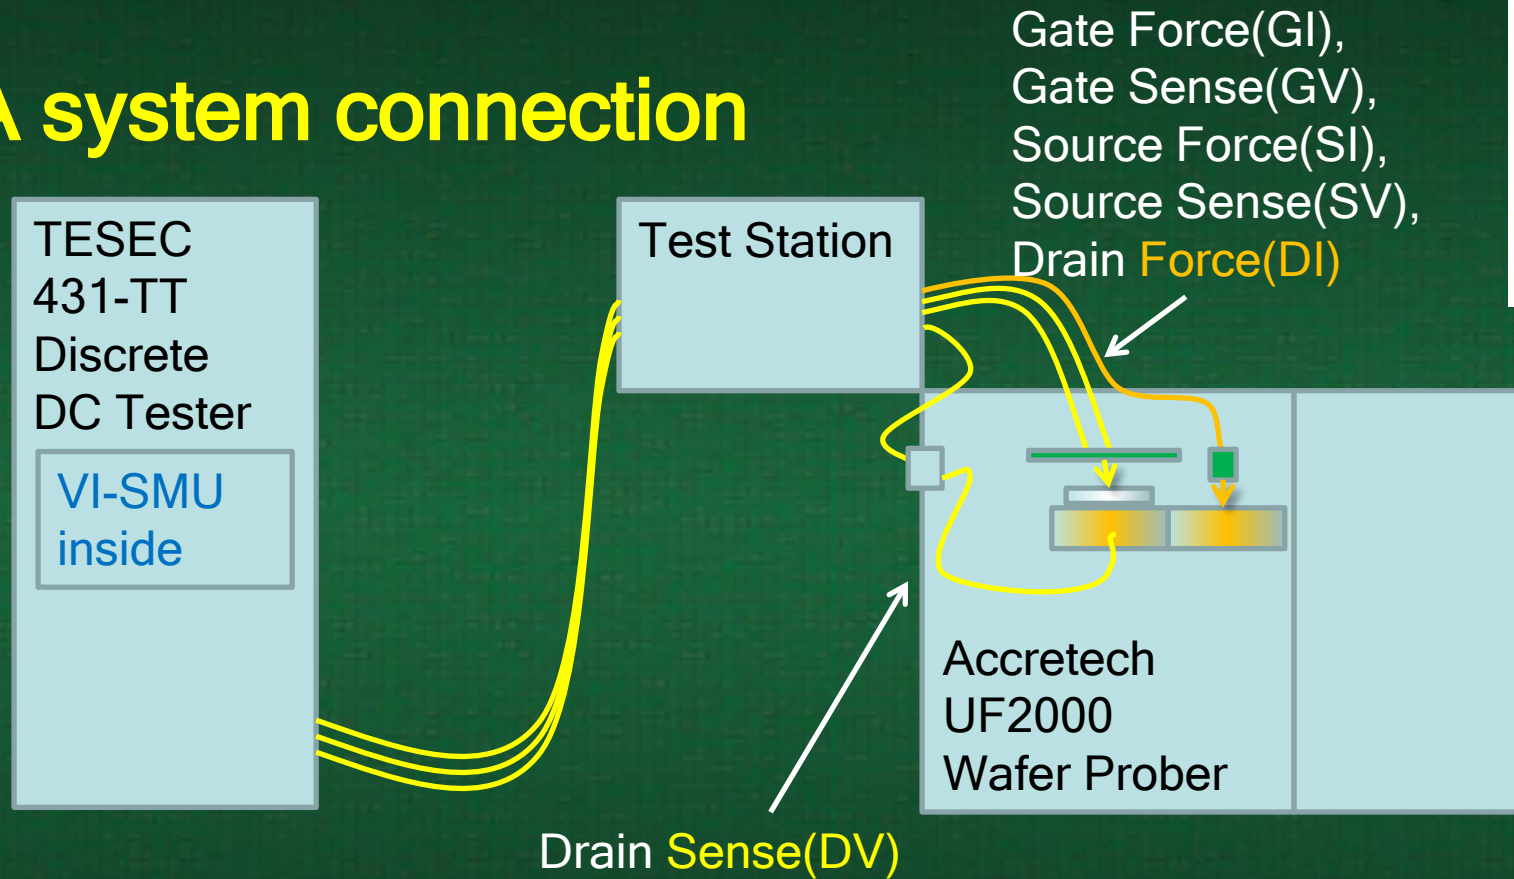 A system connection
Gate Force(GI),
Gate Sense(GV),
Source Force(SI),
Source Sense(SV),
Drain Force(DI)
TESEC
431-TT
Discrete
DC Tester
VI-SMU
inside
Test Station
Accretech
UF2000
Wafer Prober
Drain Sense(DV)